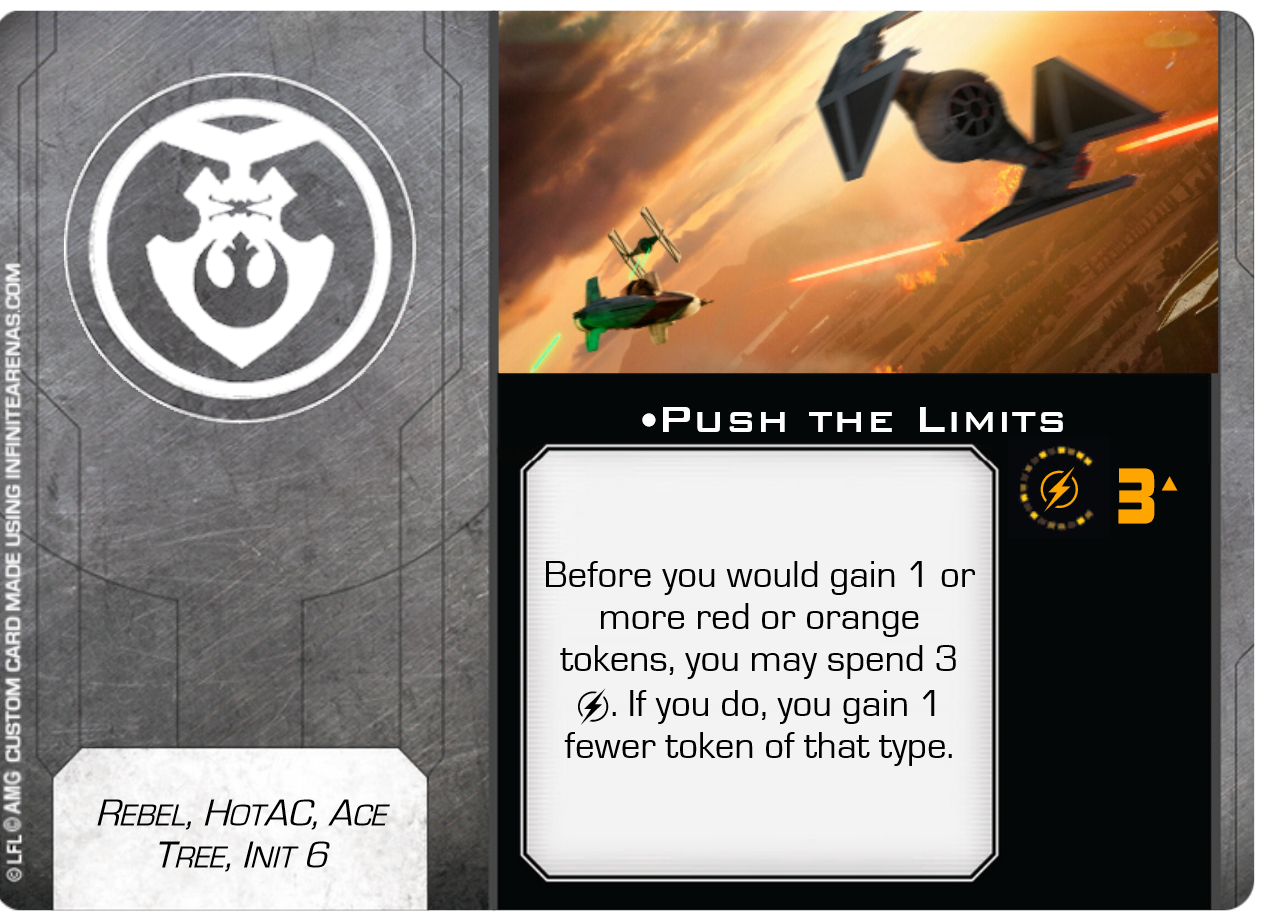 •Push the Limits
3
Before you would gain 1 or
more red or orange
tokens, you may spend 3
. If you do, you gain 1
fewer token of that type.
Rebel, HotAC, Ace
Tree, Init 6
© LFL © AMG CUSTOM CARD MADE USING INFINITEARENAS.COM